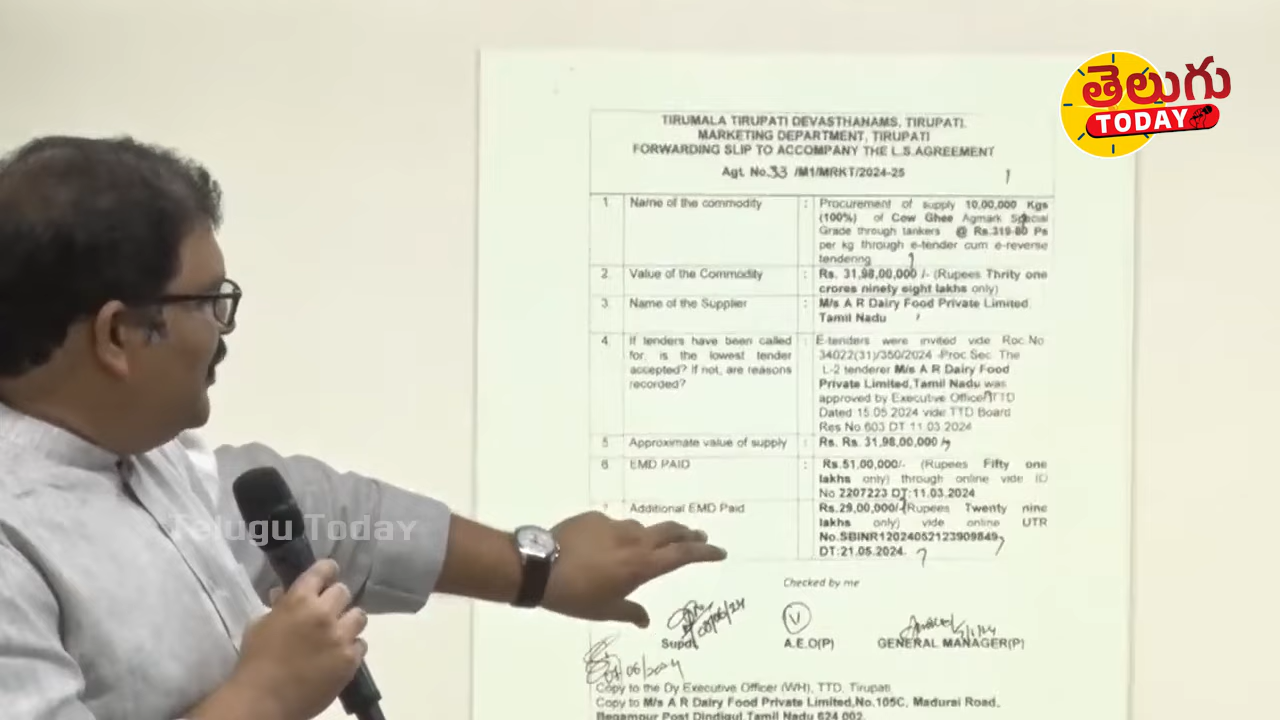 తెలుగు
TODAY
TIRUMALA TIRUPATI DEVASTHANAMS, TIRUPATI.
MARKETING DEPARTMENT, TIRUPATI
FORWARDING SLIP TO ACCOMPANY THE L.S.AGREEMENT
Agt. No.33 /M1/MRKT/2024-25
1. Name of the commodity : Procurement of supply 10,00,000 Kgs
(100%) of Cow Ghee Agmark Special
Grade through tankers @ Rs.319-80 Ps
per kg through e-tender cum e-reverse
tendering
2. Value of the Commodity : Rs. 31,98,00,000 /- (Rupees Thrity one
crores ninety eight lakhs only)
3. Name of the Supplier : M/s A R Dairy Food Private Limited,
Tamil Nadu
4. If tenders have been called : E-tenders were invited vide Roc.No
for, is the lowest tender 34022(31)/350/2024 -Proc Sec. The
accepted? If not, are reasons L-2 tenderer M/s A R Dairy Food
recorded? Private Limited,Tamil Nadu was
approved by Executive Officer/TTD
Dated 15.05 2024 vide TTD Board
Res No.603 DT 11.03 2024
5 Approximate value of supply : Rs. Rs. 31,98,00,000/-
6 EMD PAID : Rs.51,00,000/- (Rupees Fifty one
lakhs only) through online vide ID
No 2207223 DT:11.03.2024
7 Additional EMD Paid Rs.29,00,000/-(Rupees Twenty nine
lakhs only) vide online UTR
No.SBINR12024052123909849
DT:21.05.2024.
Telugu Today
Checked by me
Supdt A.E.O(P) GENERAL MANAGER(P)
Copy to the Dy Executive Officer (WH), TTD, Tirupati
Copy to M/s A R Dairy Food Private Limited,No.105C, Madurai Road,
Begampur Post Dindigul,Tamil Nadu 624 002.